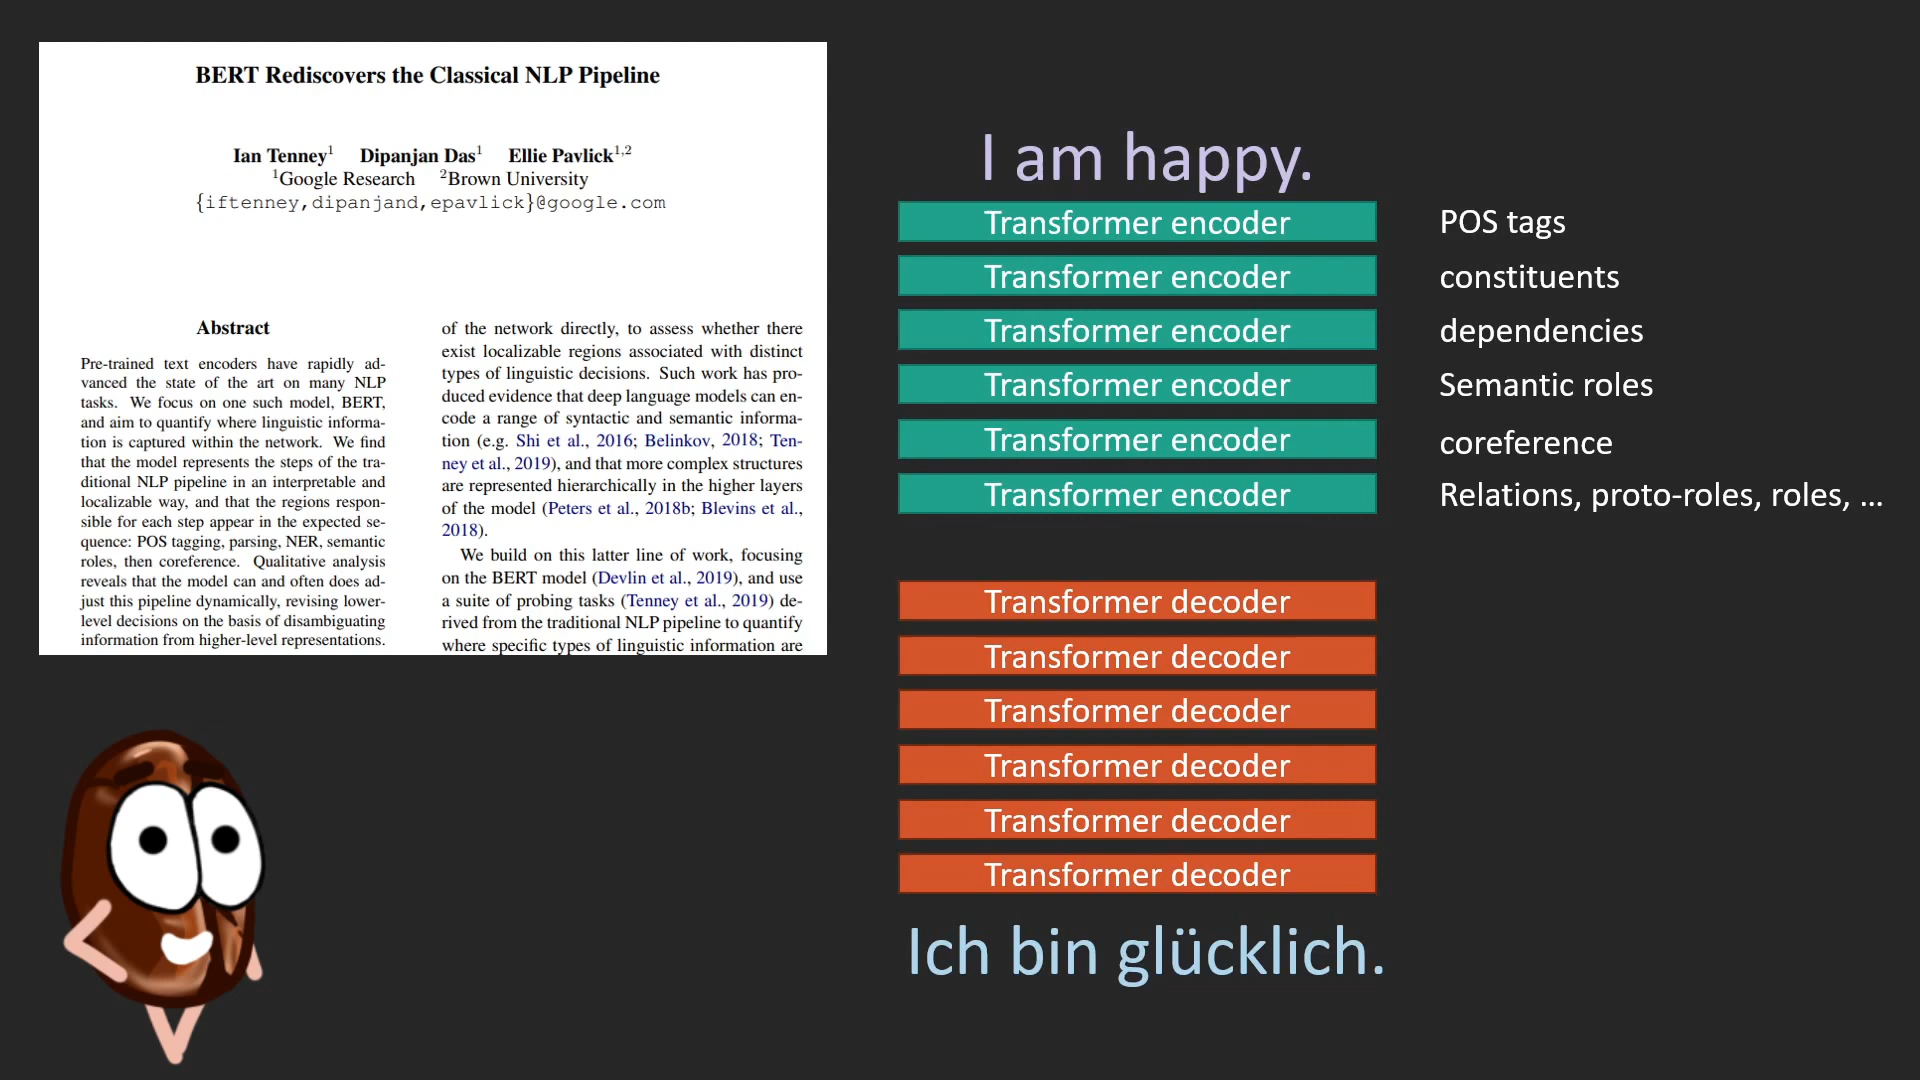 BERT Rediscovers the Classical NLP Pipeline
Ian Tenney¹ Dipanjan Das¹ Ellie Pavlick¹,²
¹Google Research ²Brown University
{iftenney,dipanjand,epavlick}@google.com
Abstract
Pre-trained text encoders have rapidly ad-
vanced the state of the art on many NLP
tasks. We focus on one such model, BERT,
and aim to quantify where linguistic informa-
tion is captured within the network. We find
that the model represents the steps of the tra-
ditional NLP pipeline in an interpretable and
localizable way, and that the regions respon-
sible for each step appear in the expected se-
quence: POS tagging, parsing, NER, semantic
roles, then coreference. Qualitative analysis
reveals that the model can and often does ad-
just this pipeline dynamically, revising lower-
level decisions on the basis of disambiguating
information from higher-level representations.
of the network directly, to assess whether there
exist localizable regions associated with distinct
types of linguistic decisions. Such work has pro-
duced evidence that deep language models can en-
code a range of syntactic and semantic informa-
tion (e.g. Shi et al., 2016; Belinkov, 2018; Ten-
ney et al., 2019), and that more complex structures
are represented hierarchically in the higher layers
of the model (Peters et al., 2018b; Blevins et al.,
2018).
We build on this latter line of work, focusing
on the BERT model (Devlin et al., 2019), and use
a suite of probing tasks (Tenney et al., 2019) de-
rived from the traditional NLP pipeline to quantify
where specific types of linguistic information are
I am happy.
Transformer encoder POS tags
Transformer encoder constituents
Transformer encoder dependencies
Transformer encoder Semantic roles
Transformer encoder coreference
Transformer encoder Relations, proto-roles, roles, ...
Transformer decoder
Transformer decoder
Transformer decoder
Transformer decoder
Transformer decoder
Transformer decoder
Ich bin glücklich.